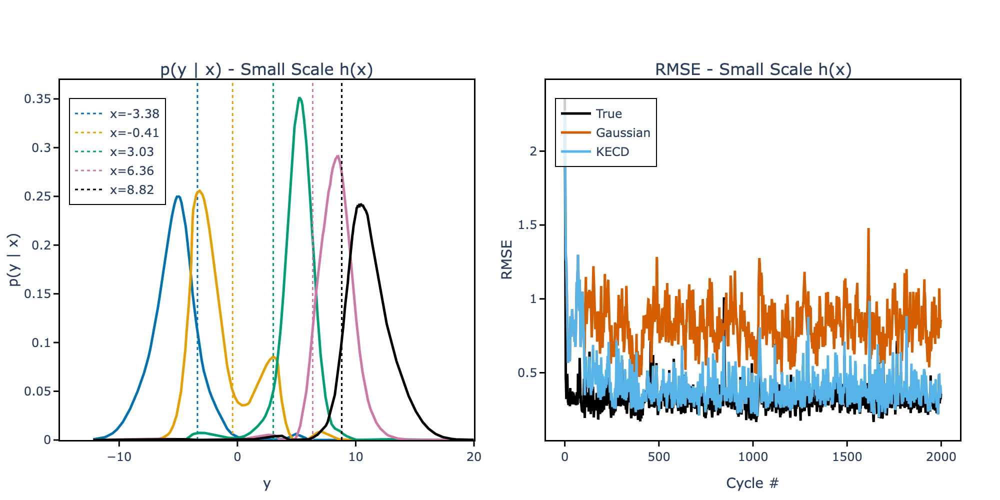 p(y | x) - Small Scale h(x)
0.35
0.3
0.25
0.2
0.15
0.1
0.05
0
p(y | x)
x=-3.38
x=-0.41
x=3.03
x=6.36
x=8.82
−10
0
10
20
y
RMSE - Small Scale h(x)
2
1.5
1
0.5
RMSE
True
Gaussian
KECD
0
500
1000
1500
2000
Cycle #